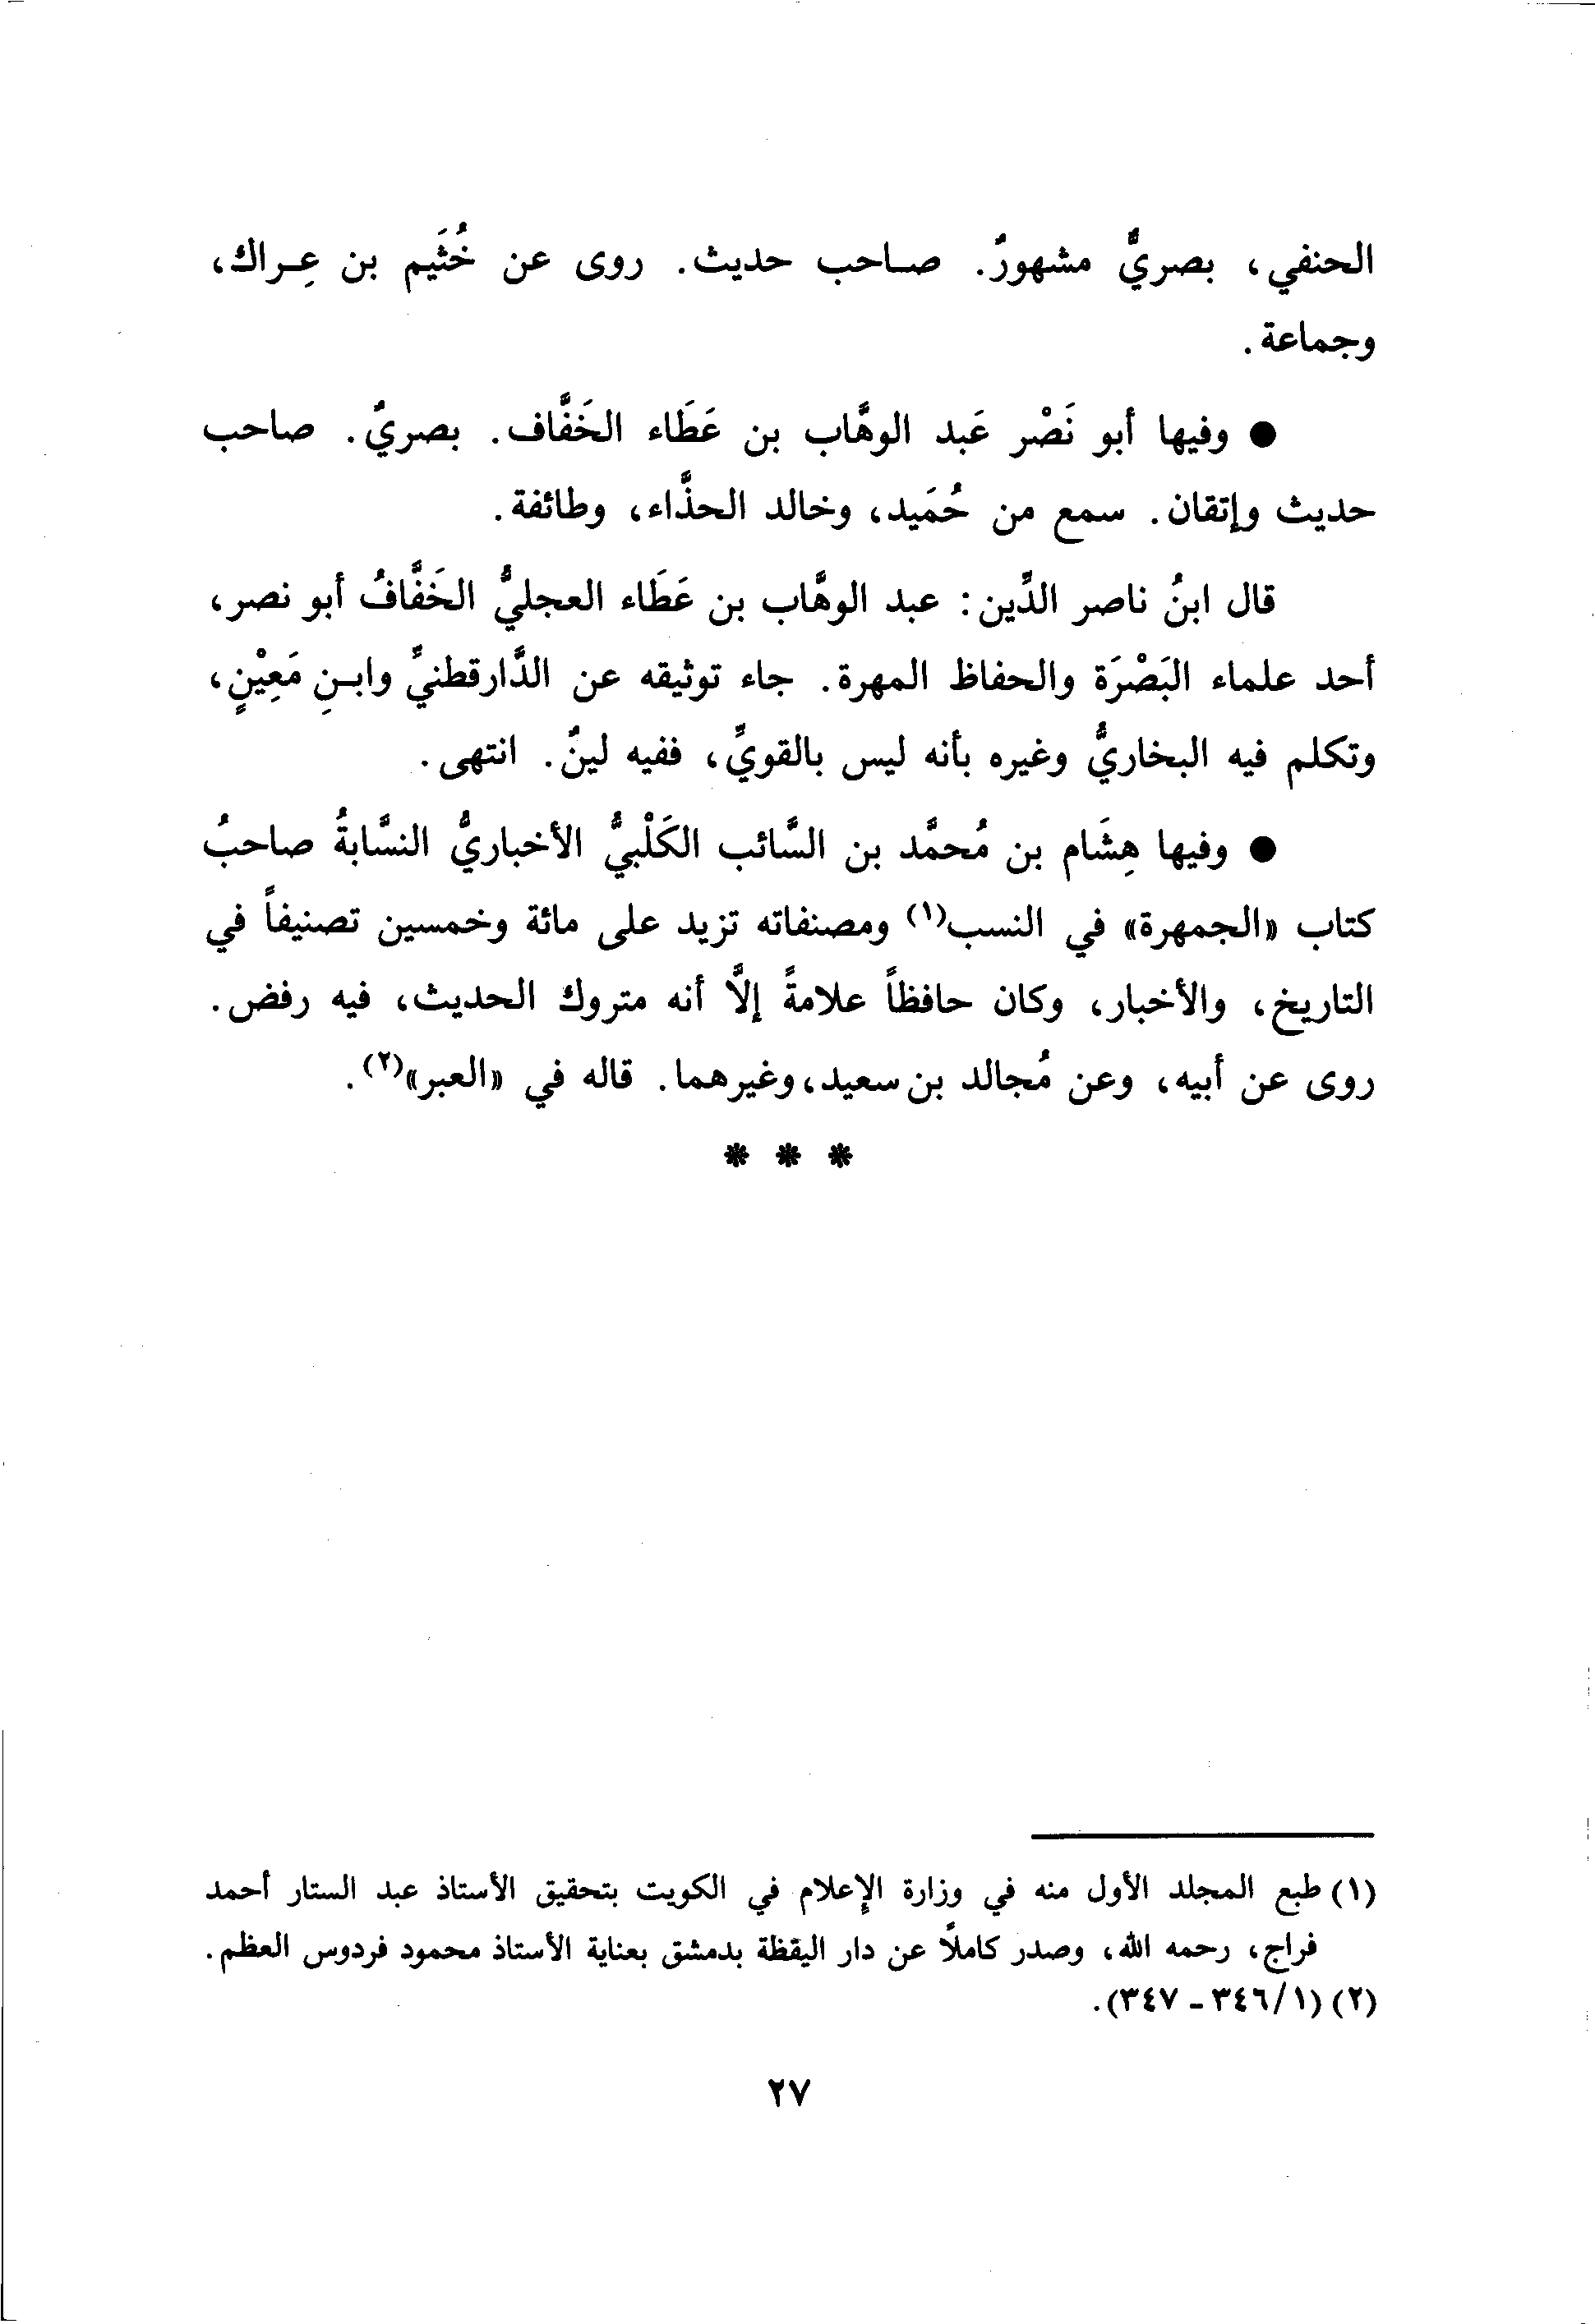 الحنفي، بصريٌّ مشهورٌ. صاحب حديث. روى عن خُثَيم بن عِراك،
وجماعة.
● وفيها أبو نَصْر عَبد الوهَّاب بن عَطَاء الخَفَّاف. بصريٌ. صاحب
حديث وإتقان. سمع من حُمَيد، وخالد الحذَّاء، وطائفة.
قال ابنُ ناصر الدِّين: عبد الوهَّاب بن عَطَاء العجليُّ الخَفَّافُ أبو نصر،
أحد علماء البَصْرَة والحفاظ المهرة. جاء توثيقه عن الدَّارقطنيِّ وابنِ مَعِيْنٍ،
وتكلم فيه البخاريُّ وغيره بأنه ليس بالقويِّ، ففيه لينٌ. انتهى.
● وفيها هِشَام بن مُحمَّد بن السَّائب الكَلْبيُّ الأخباريُّ النسَّابةُ صاحبُ
كتاب «الجمهرة» في النسب(١) ومصنفاته تزيد على مائة وخمسين تصنيفاً في
التاريخ، والأخبار، وكان حافظاً علامةً إلَّا أنه متروك الحديث، فيه رفض.
روى عن أبيه، وعن مُجالد بن سعيد، وغيرهما. قاله في «العبر»(٢).
* * *
(١) طبع المجلد الأول منه في وزارة الإعلام في الكويت بتحقيق الأستاذ عبد الستار أحمد
فراج، رحمه الله، وصدر كاملاً عن دار اليقظة بدمشق بعناية الأستاذ محمود فردوس العظم.
(٢) (١/ ٣٤٦ - ٣٤٧).
٢٧